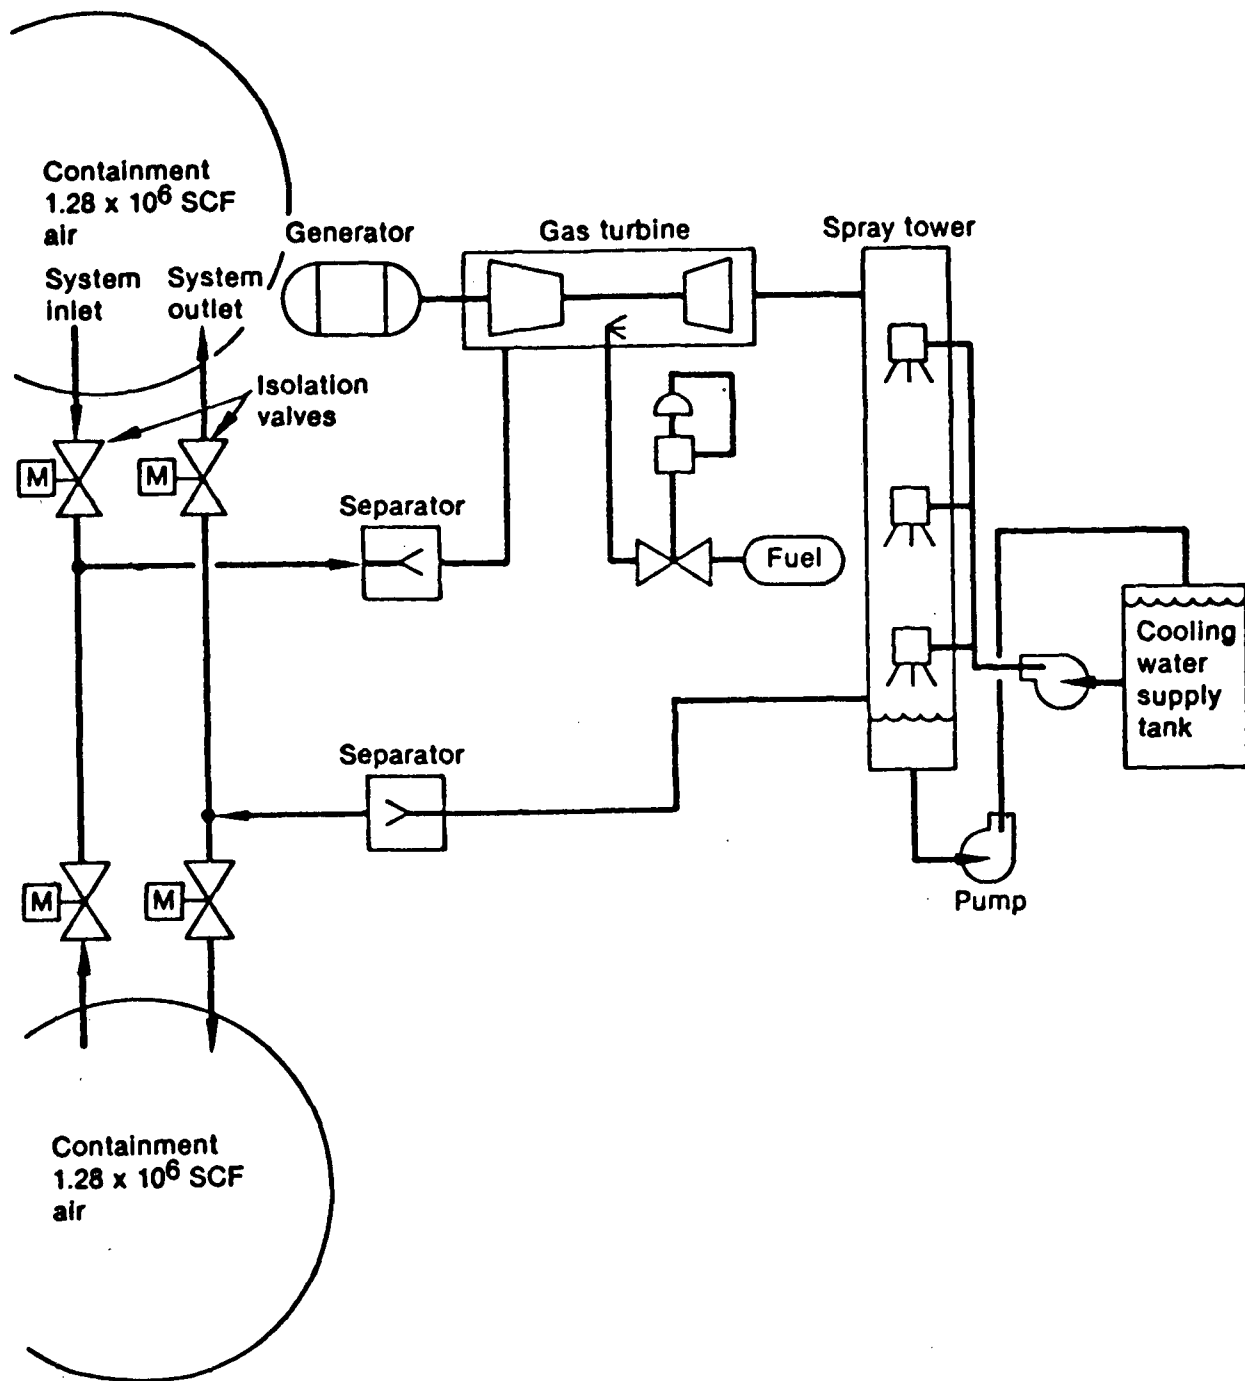 Containment
1.28 x 10⁶ SCF
air
System inlet
System outlet
Generator
Gas turbine
Spray tower
Isolation
valves
M
M
Separator
Fuel
Cooling
water
supply
tank
Separator
M
M
Pump
Containment
1.28 x 10⁶ SCF
air